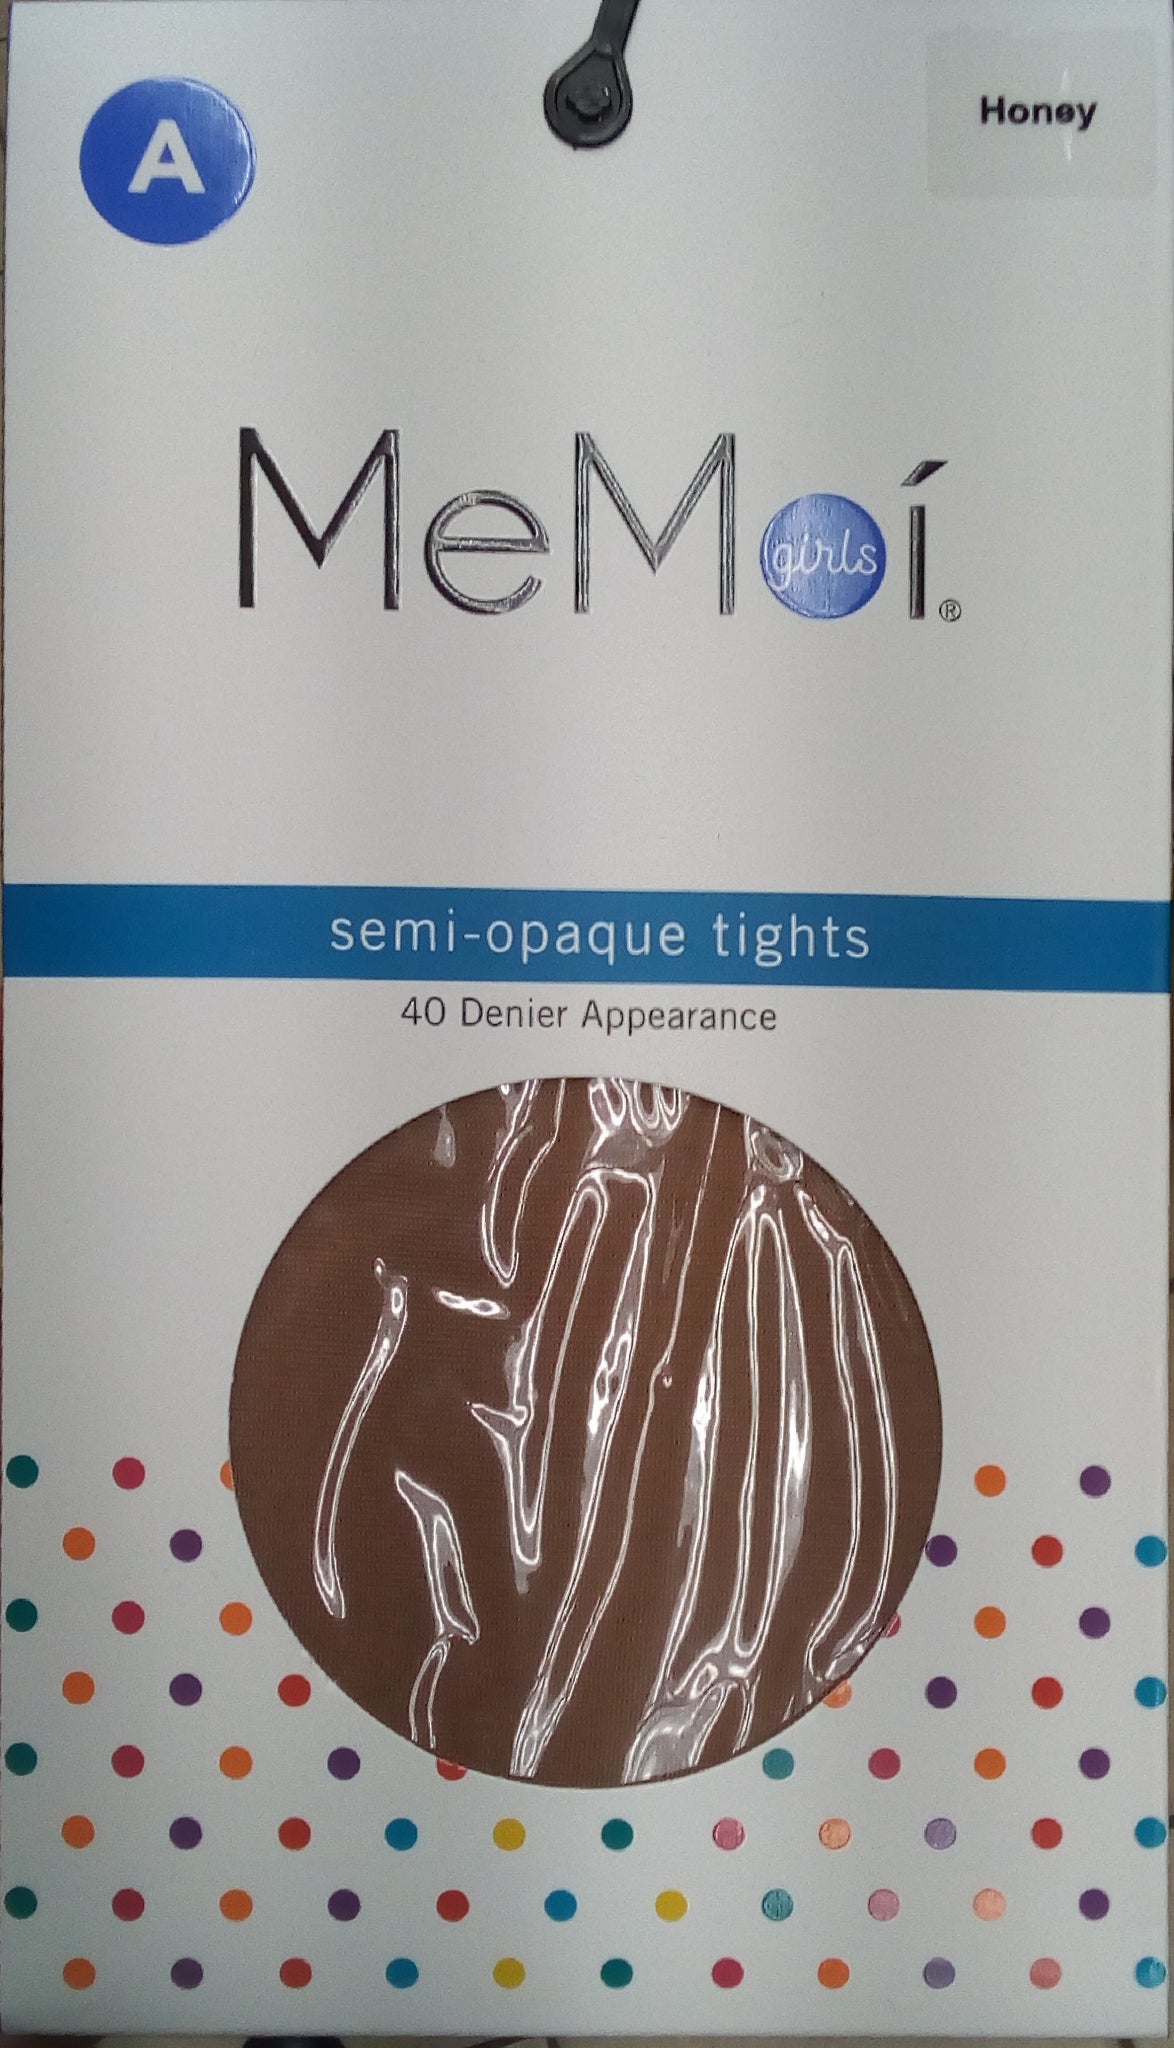 A
Honey
MeMoí®
girls
semi-opaque tights
40 Denier Appearance